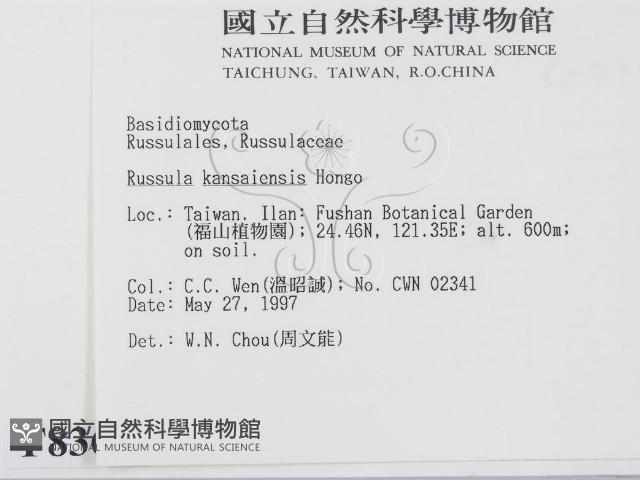 國立自然科學博物館
NATIONAL MUSEUM OF NATURAL SCIENCE
TAICHUNG, TAIWAN, R.O.CHINA
Basidiomycota
Russulales, Russulaceae
Russula kansaiensis Hongo
Loc.: Taiwan. Ilan: Fushan Botanical Garden
(福山植物園); 24.46N, 121.35E; alt. 600m;
on soil.
Col.: C.C. Wen(溫昭誠); No. CWN 02341
Date: May 27, 1997
Det.: W.N. Chou(周文能)
國立自然科學博物館
NATIONAL MUSEUM OF NATURAL SCIENCE